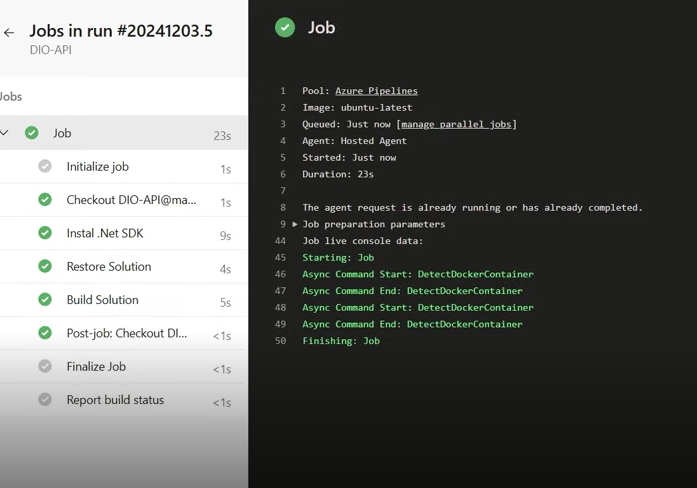 Jobs in run #20241203.5
DIO-API
Jobs
Job 23s
Initialize job 1s
Checkout DIO-API@ma... 1s
Instal .Net SDK 9s
Restore Solution 4s
Build Solution 5s
Post-job: Checkout DI... <1s
Finalize Job <1s
Report build status <1s
Job
1 Pool: Azure Pipelines
2 Image: ubuntu-latest
3 Queued: Just now [manage parallel jobs]
4 Agent: Hosted Agent
5 Started: Just now
6 Duration: 23s
7
8 The agent request is already running or has already completed.
9 Job preparation parameters
44 Job live console data:
45 Starting: Job
46 Async Command Start: DetectDockerContainer
47 Async Command End: DetectDockerContainer
48 Async Command Start: DetectDockerContainer
49 Async Command End: DetectDockerContainer
50 Finishing: Job